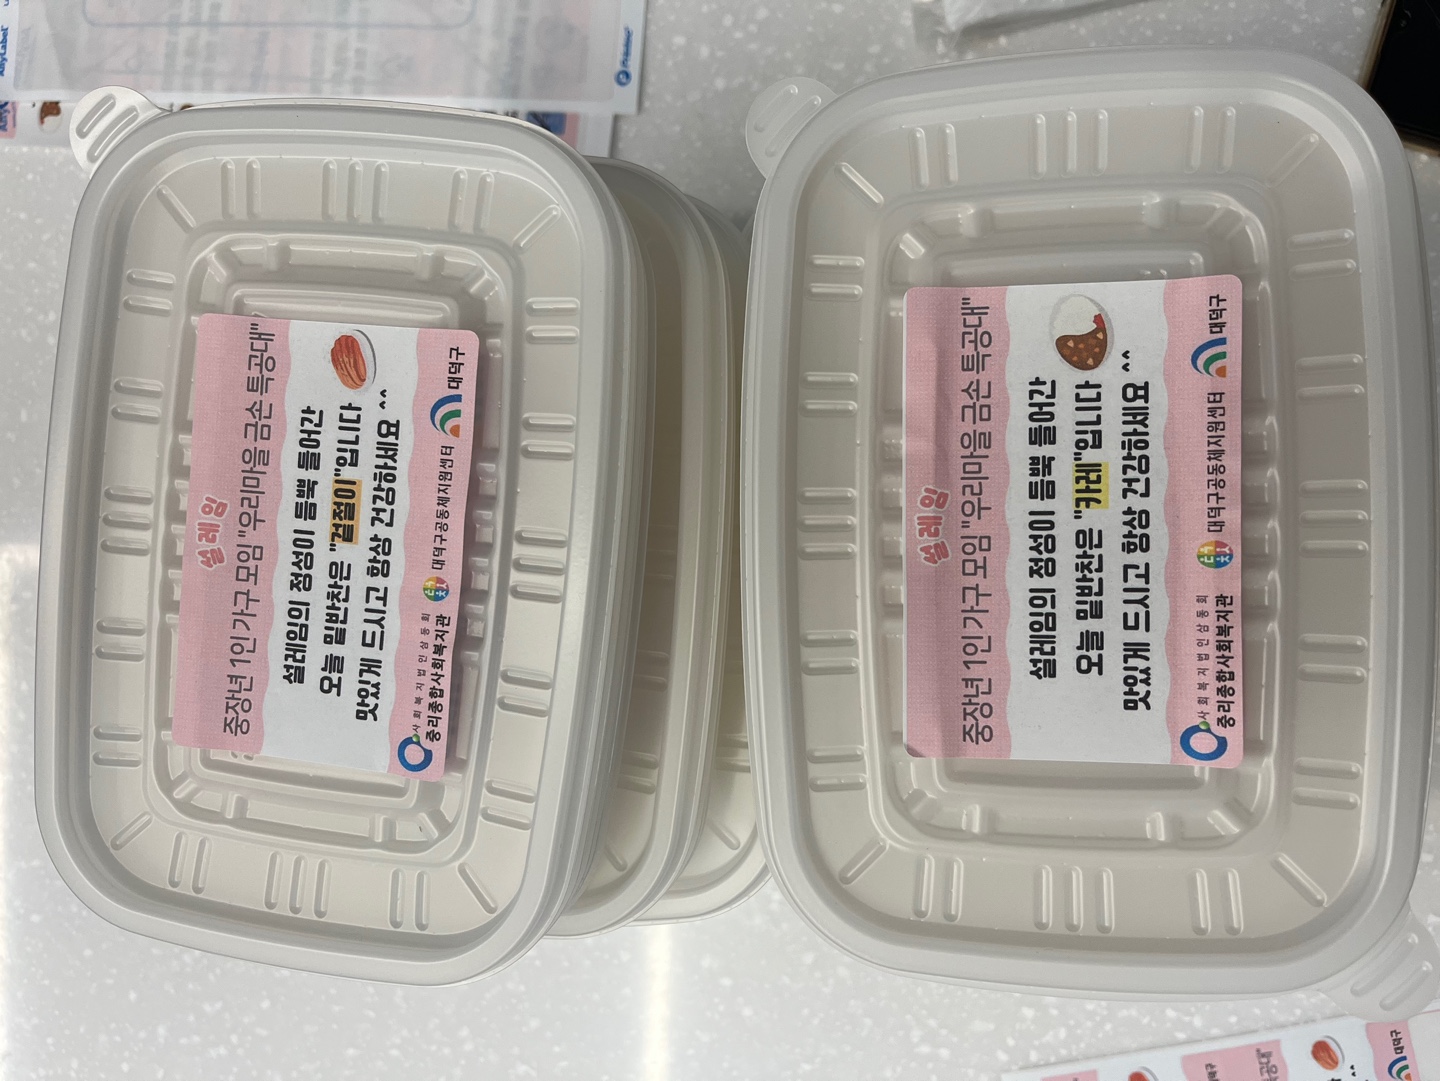 설레임
중장년 1인 가구 모임 "우리마을 금손 특공대"
설레임의 정성이 듬뿍 들어간
오늘 밑반찬은 "겉절이"입니다
맛있게 드시고 항상 건강하세요^^
사회복지법인삼동회
중리종합사회복지관
대덕구공동체지원센터
대덕구
설레임
중장년 1인 가구 모임 "우리마을 금손 특공대"
설레임의 정성이 듬뿍 들어간
오늘 밑반찬은 "카레"입니다
맛있게 드시고 항상 건강하세요^^
사회복지법인삼동회
중리종합사회복지관
대덕구공동체지원센터
대덕구
AnyLabel
대덕구